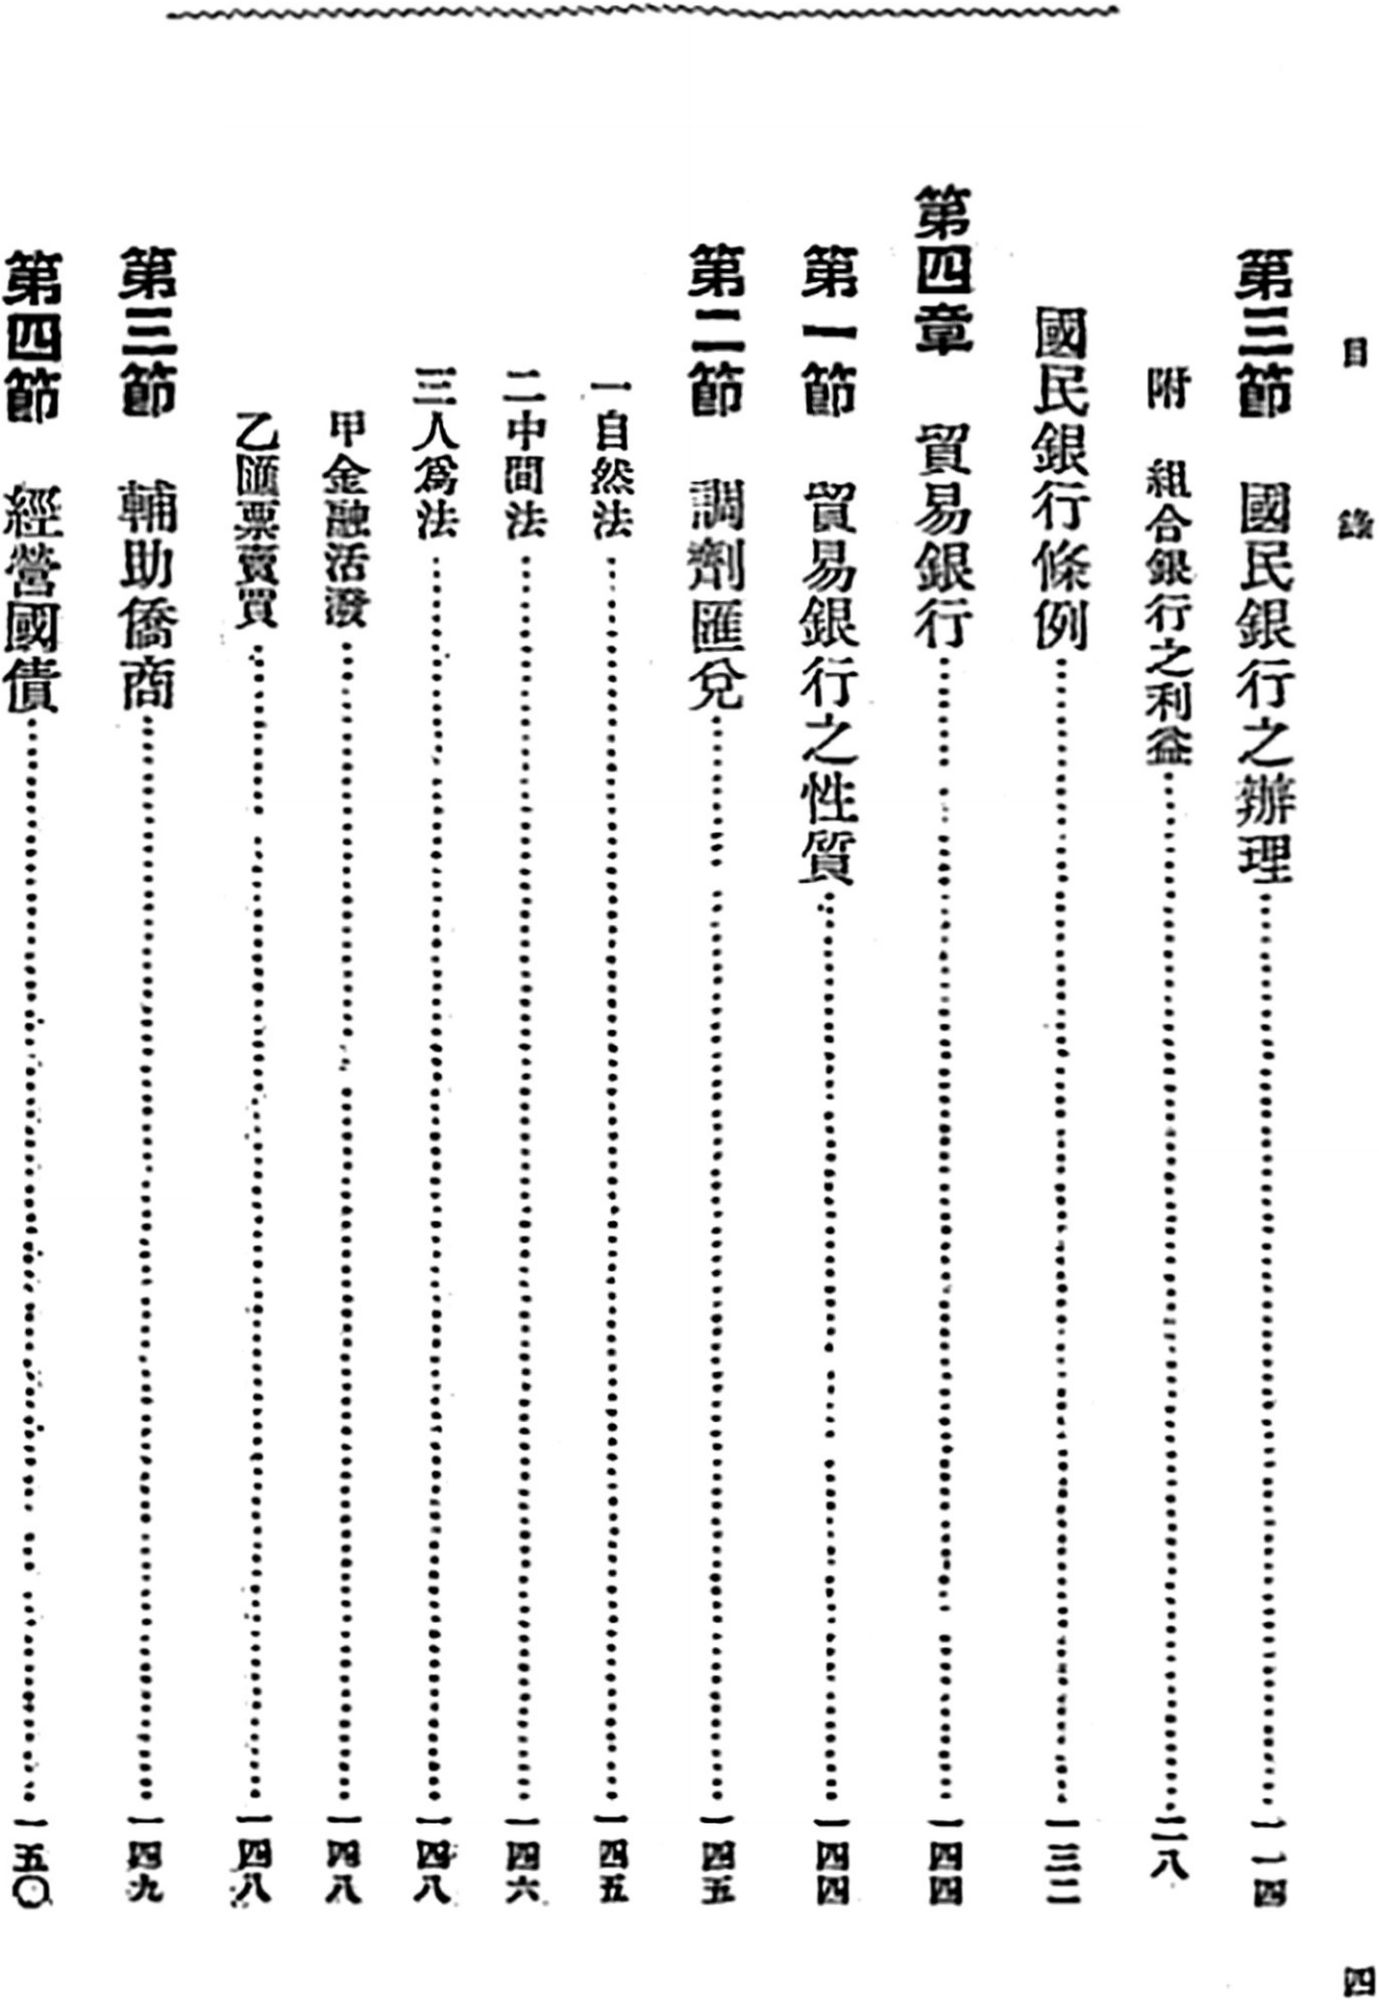 目錄 四
第三節 國民銀行之辦理………一一四
附 組合銀行之利益………一二八
國民銀行條例………一三二
第四章 貿易銀行………一四四
第一節 貿易銀行之性質………一四四
第二節 調劑匯兌………一四五
一自然法………一四五
二中間法………一四六
三人爲法………一四八
甲金融活潑………一四八
乙匯票賣買………一四八
第三節 輔助僑商………一四九
第四節 經營國債………一五〇